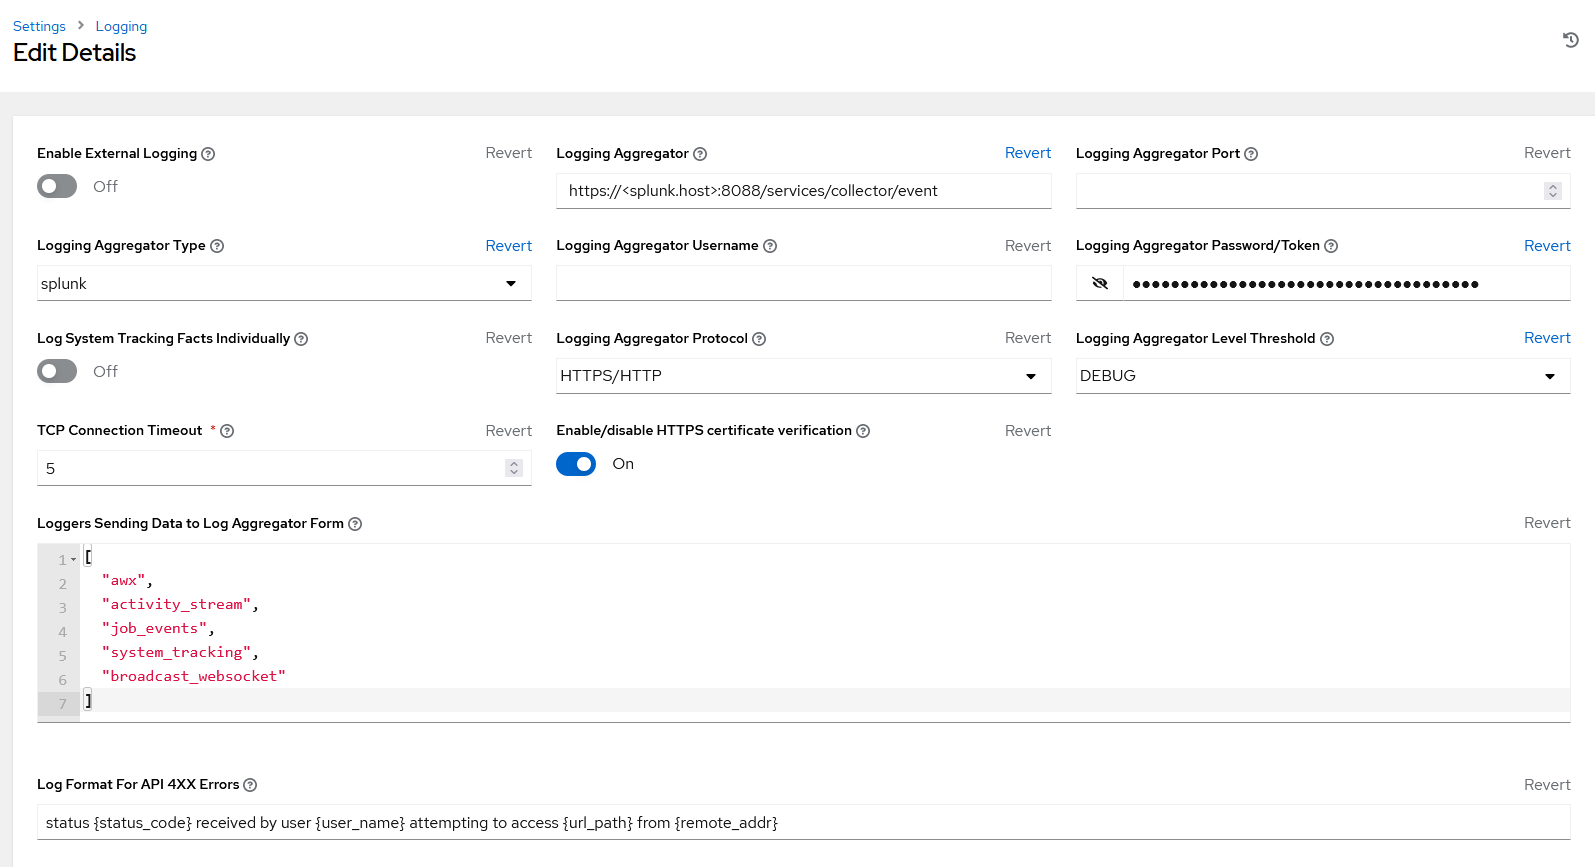 Settings > Logging
Edit Details
Enable External Logging ? Revert
Off
Logging Aggregator ? Revert
https://<splunk.host>:8088/services/collector/event
Logging Aggregator Port ? Revert
Logging Aggregator Type ? Revert
splunk
Logging Aggregator Username ? Revert
Logging Aggregator Password/Token ? Revert
••••••••••••••••••••••••••••••••••••
Log System Tracking Facts Individually ? Revert
Off
Logging Aggregator Protocol ? Revert
HTTPS/HTTP
Logging Aggregator Level Threshold ? Revert
DEBUG
TCP Connection Timeout * ? Revert
5
Enable/disable HTTPS certificate verification ? Revert
On
Loggers Sending Data to Log Aggregator Form ? Revert
1 [
2 "awx",
3 "activity_stream",
4 "job_events",
5 "system_tracking",
6 "broadcast_websocket"
7 ]
Log Format For API 4XX Errors ? Revert
status {status_code} received by user {user_name} attempting to access {url_path} from {remote_addr}